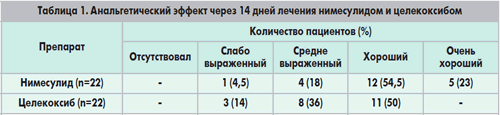 Таблица 1. Анальгетический эффект через 14 дней лечения нимесулидом и целекоксибом
Препарат
Количество пациентов (%)
Отсутствовал
Слабо выраженный
Средне выраженный
Хороший
Очень хороший
Нимесулид (n=22) - 1 (4,5) 4 (18) 12 (54,5) 5 (23)
Целекоксиб (n=22) - 3 (14) 8 (36) 11 (50) -